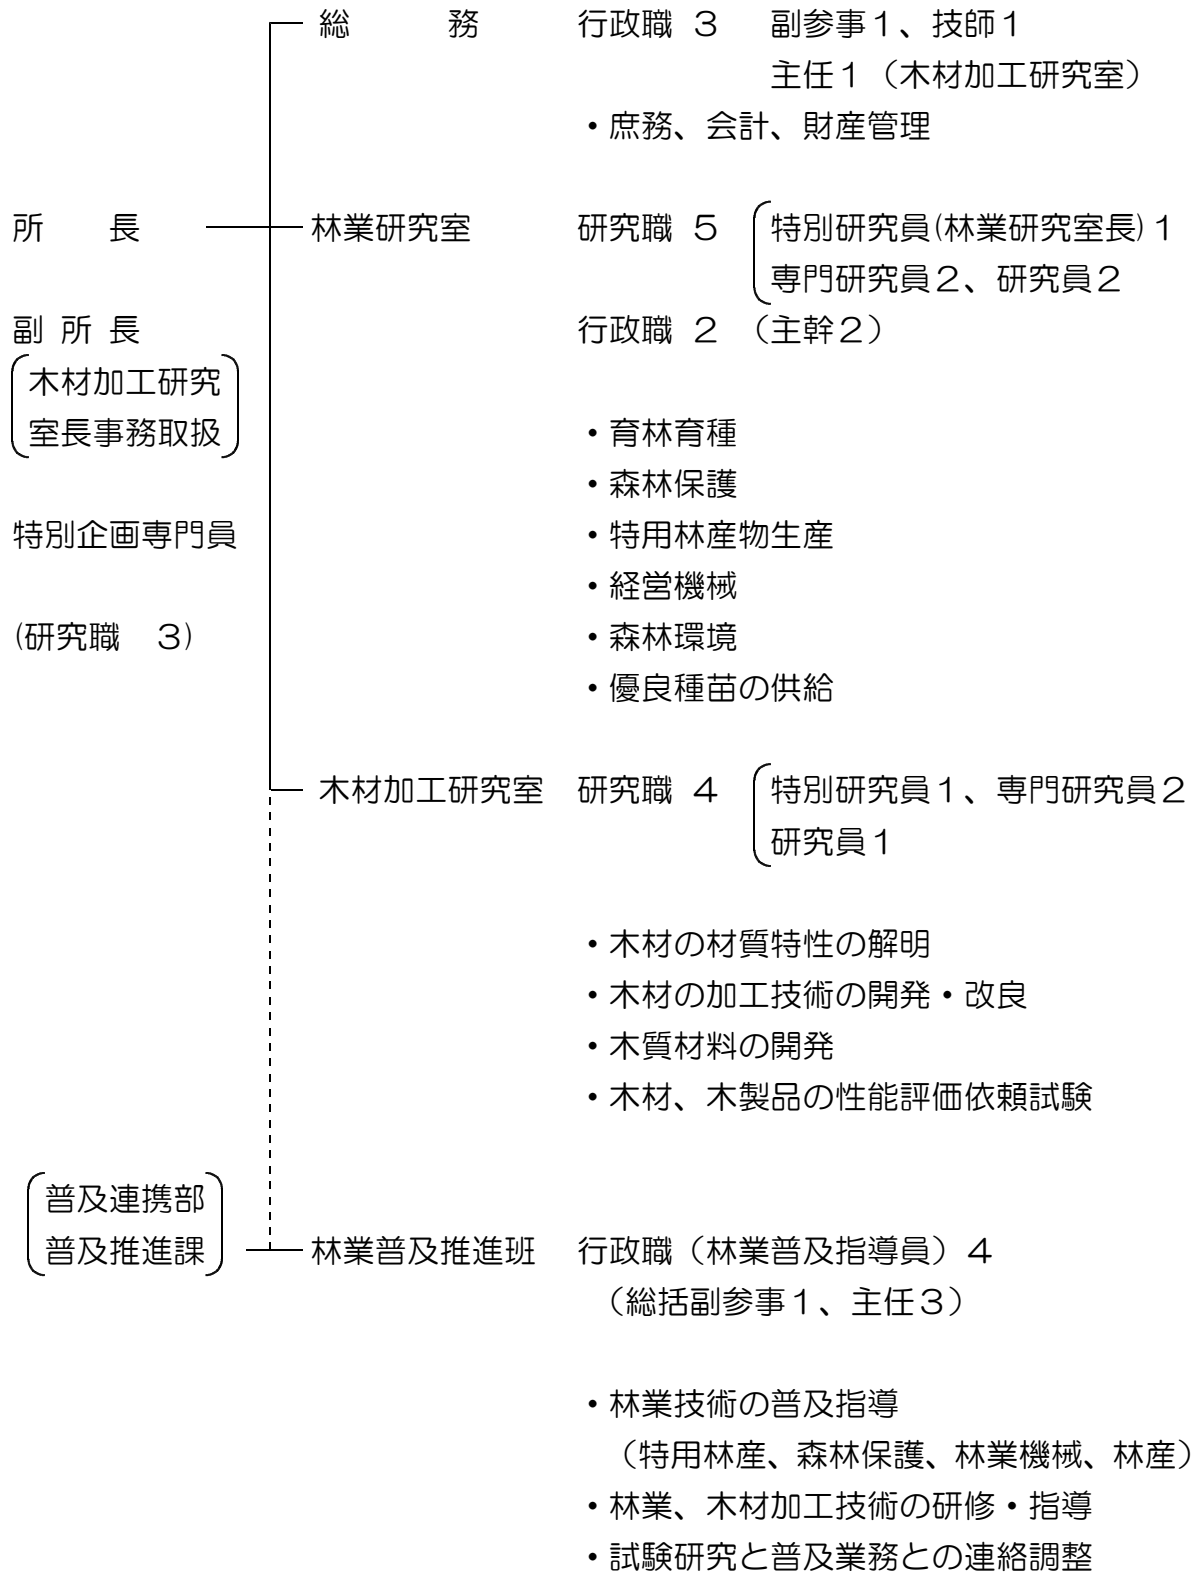 総　　　務　　行政職 ３　副参事１、技師１
主任１（木材加工研究室）
・庶務、会計、財産管理
所　　長　　林業研究室　　研究職 ５　特別研究員(林業研究室長)１
専門研究員２、研究員２
副 所 長　　行政職 ２　（主幹２）
木材加工研究
室長事務取扱　　・育林育種
・森林保護
特別企画専門員　　・特用林産物生産
・経営機械
(研究職　３)　　・森林環境
・優良種苗の供給
木材加工研究室　研究職 ４　特別研究員１、専門研究員２
研究員１
・木材の材質特性の解明
・木材の加工技術の開発・改良
・木質材料の開発
・木材、木製品の性能評価依頼試験
普及連携部
普及推進課　　林業普及推進班　行政職（林業普及指導員）４
（総括副参事１、主任３）
・林業技術の普及指導
（特用林産、森林保護、林業機械、林産）
・林業、木材加工技術の研修・指導
・試験研究と普及業務との連絡調整